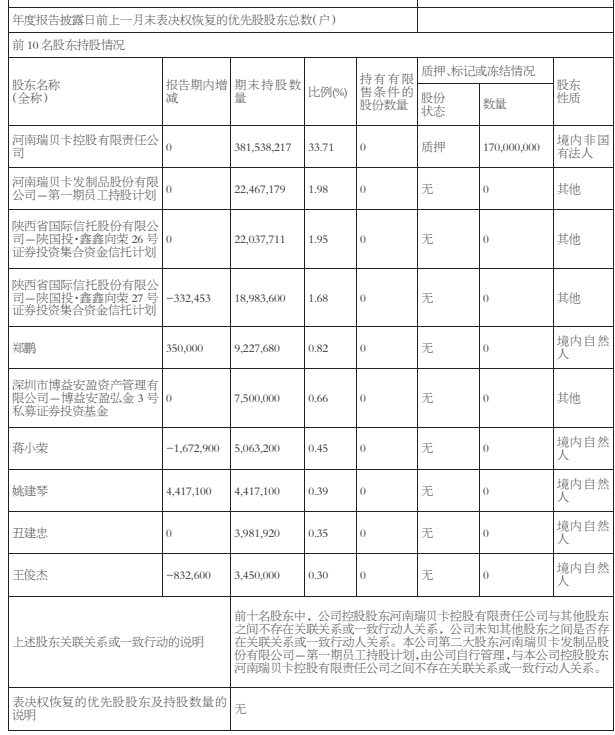 年度报告披露日前上一月末表决权恢复的优先股股东总数(户)
前 10 名股东持股情况
股东名称
(全称)
报告期内增
减
期末持股数
量
比例(%)
持有有限
售条件的
股份数量
质押、标记或冻结情况
股份
状态
数量
股东
性质
河南瑞贝卡控股有限责任公
司
0
381,538,217
33.71
0
质押
170,000,000
境内非国
有法人
河南瑞贝卡发制品股份有限
公司—第一期员工持股计划
0
22,467,179
1.98
0
无
0
其他
陕西省国际信托股份有限公
司—陕国投·鑫鑫向荣 26 号
证券投资集合资金信托计划
0
22,037,711
1.95
0
无
0
其他
陕西省国际信托股份有限公
司—陕国投·鑫鑫向荣 27 号
证券投资集合资金信托计划
-332,453
18,983,600
1.68
0
无
0
其他
郑鹏
350,000
9,227,680
0.82
0
无
0
境内自然
人
深圳市博益安盈资产管理有
限公司—博益安盈弘金 3 号
私募证券投资基金
0
7,500,000
0.66
0
无
0
其他
蒋小荣
-1,672,900
5,063,200
0.45
0
无
0
境内自然
人
姚建琴
4,417,100
4,417,100
0.39
0
无
0
境内自然
人
丑建忠
0
3,981,920
0.35
0
无
0
境内自然
人
王俊杰
-832,600
3,450,000
0.30
0
无
0
境内自然
人
上述股东关联关系或一致行动的说明
前十名股东中，公司控股股东河南瑞贝卡控股有限责任公司与其他股东
之间不存在关联关系或一致行动人关系，公司未知其他股东之间是否存
在关联关系或一致行动人关系。本公司第二大股东河南瑞贝卡发制品股
份有限公司—第一期员工持股计划,由公司自行管理,与本公司控股股东
河南瑞贝卡控股有限责任公司之间不存在关联关系或一致行动人关系。
表决权恢复的优先股股东及持股数量的
说明
无